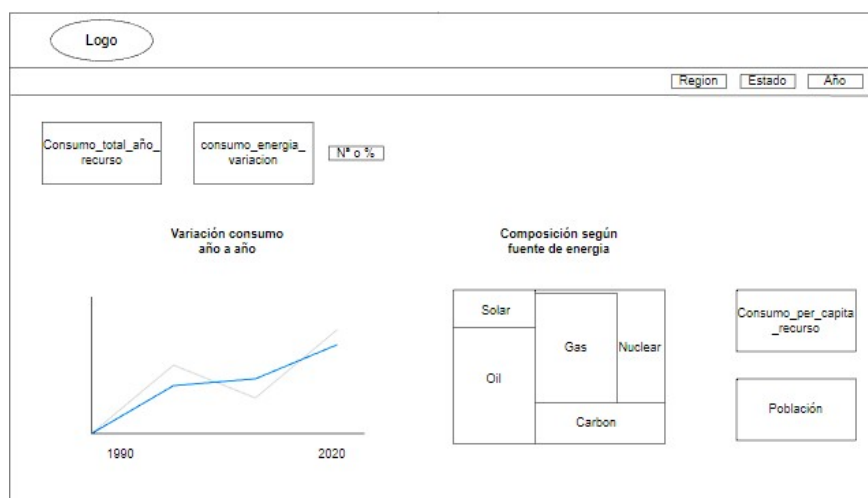 Logo
Region
Estado
Año
Consumo_total_año_
recurso
consumo_energia_
variacion
Nª o %
Variación consumo
año a año
1990
2020
Composición según
fuente de energia
Solar
Oil
Gas
Nuclear
Carbon
Consumo_per_capita
_recurso
Población